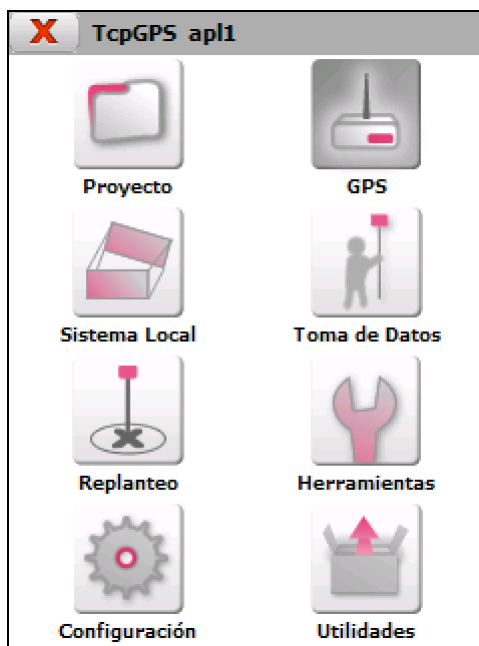 TcpGPS apl1
Proyecto
GPS
Sistema Local
Toma de Datos
Replanteo
Herramientas
Configuración
Utilidades